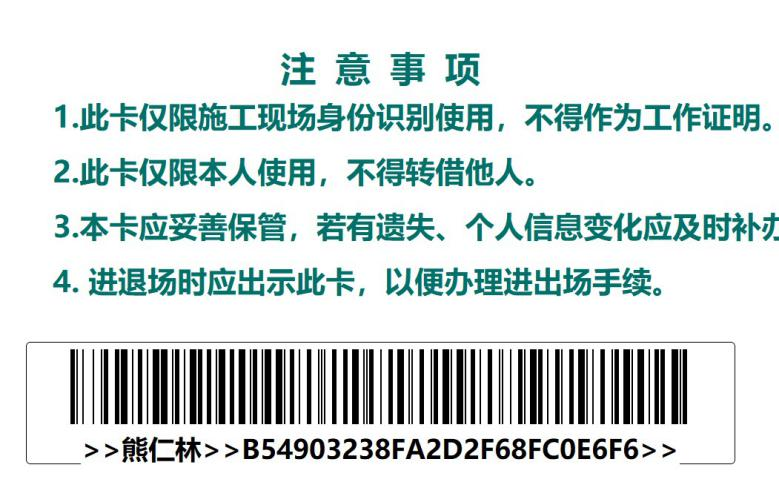 注 意 事 项
1.此卡仅限施工现场身份识别使用，不得作为工作证明。
2.此卡仅限本人使用，不得转借他人。
3.本卡应妥善保管，若有遗失、个人信息变化应及时补办
4. 进退场时应出示此卡，以便办理进出场手续。
>>熊仁林>>B54903238FA2D2F68FC0E6F6>>